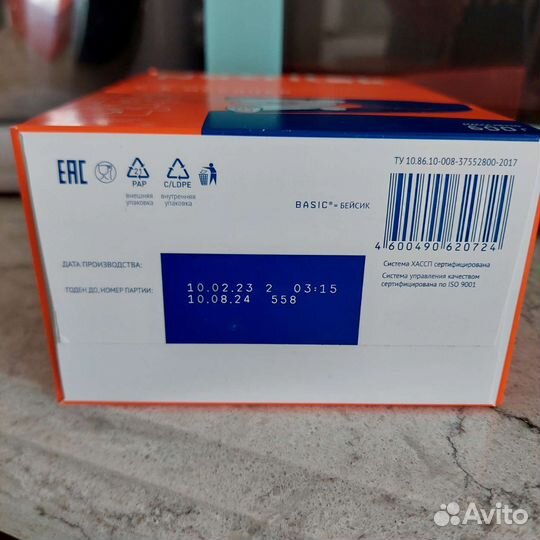 ТУ 10.86.10-008-37552800-2017
EAC
21
PAP
C/LDPE
внешняя
упаковка
внутренняя
упаковка
BASIC® = БЕЙСИК
4 600490 620724
Система ХАССП сертифицирована
Система управления качеством
сертифицирована по ISO 9001
ДАТА ПРОИЗВОДСТВА:
ГОДЕН ДО, НОМЕР ПАРТИИ:
10.02.23 2 03:15
10.08.24 558
Avito